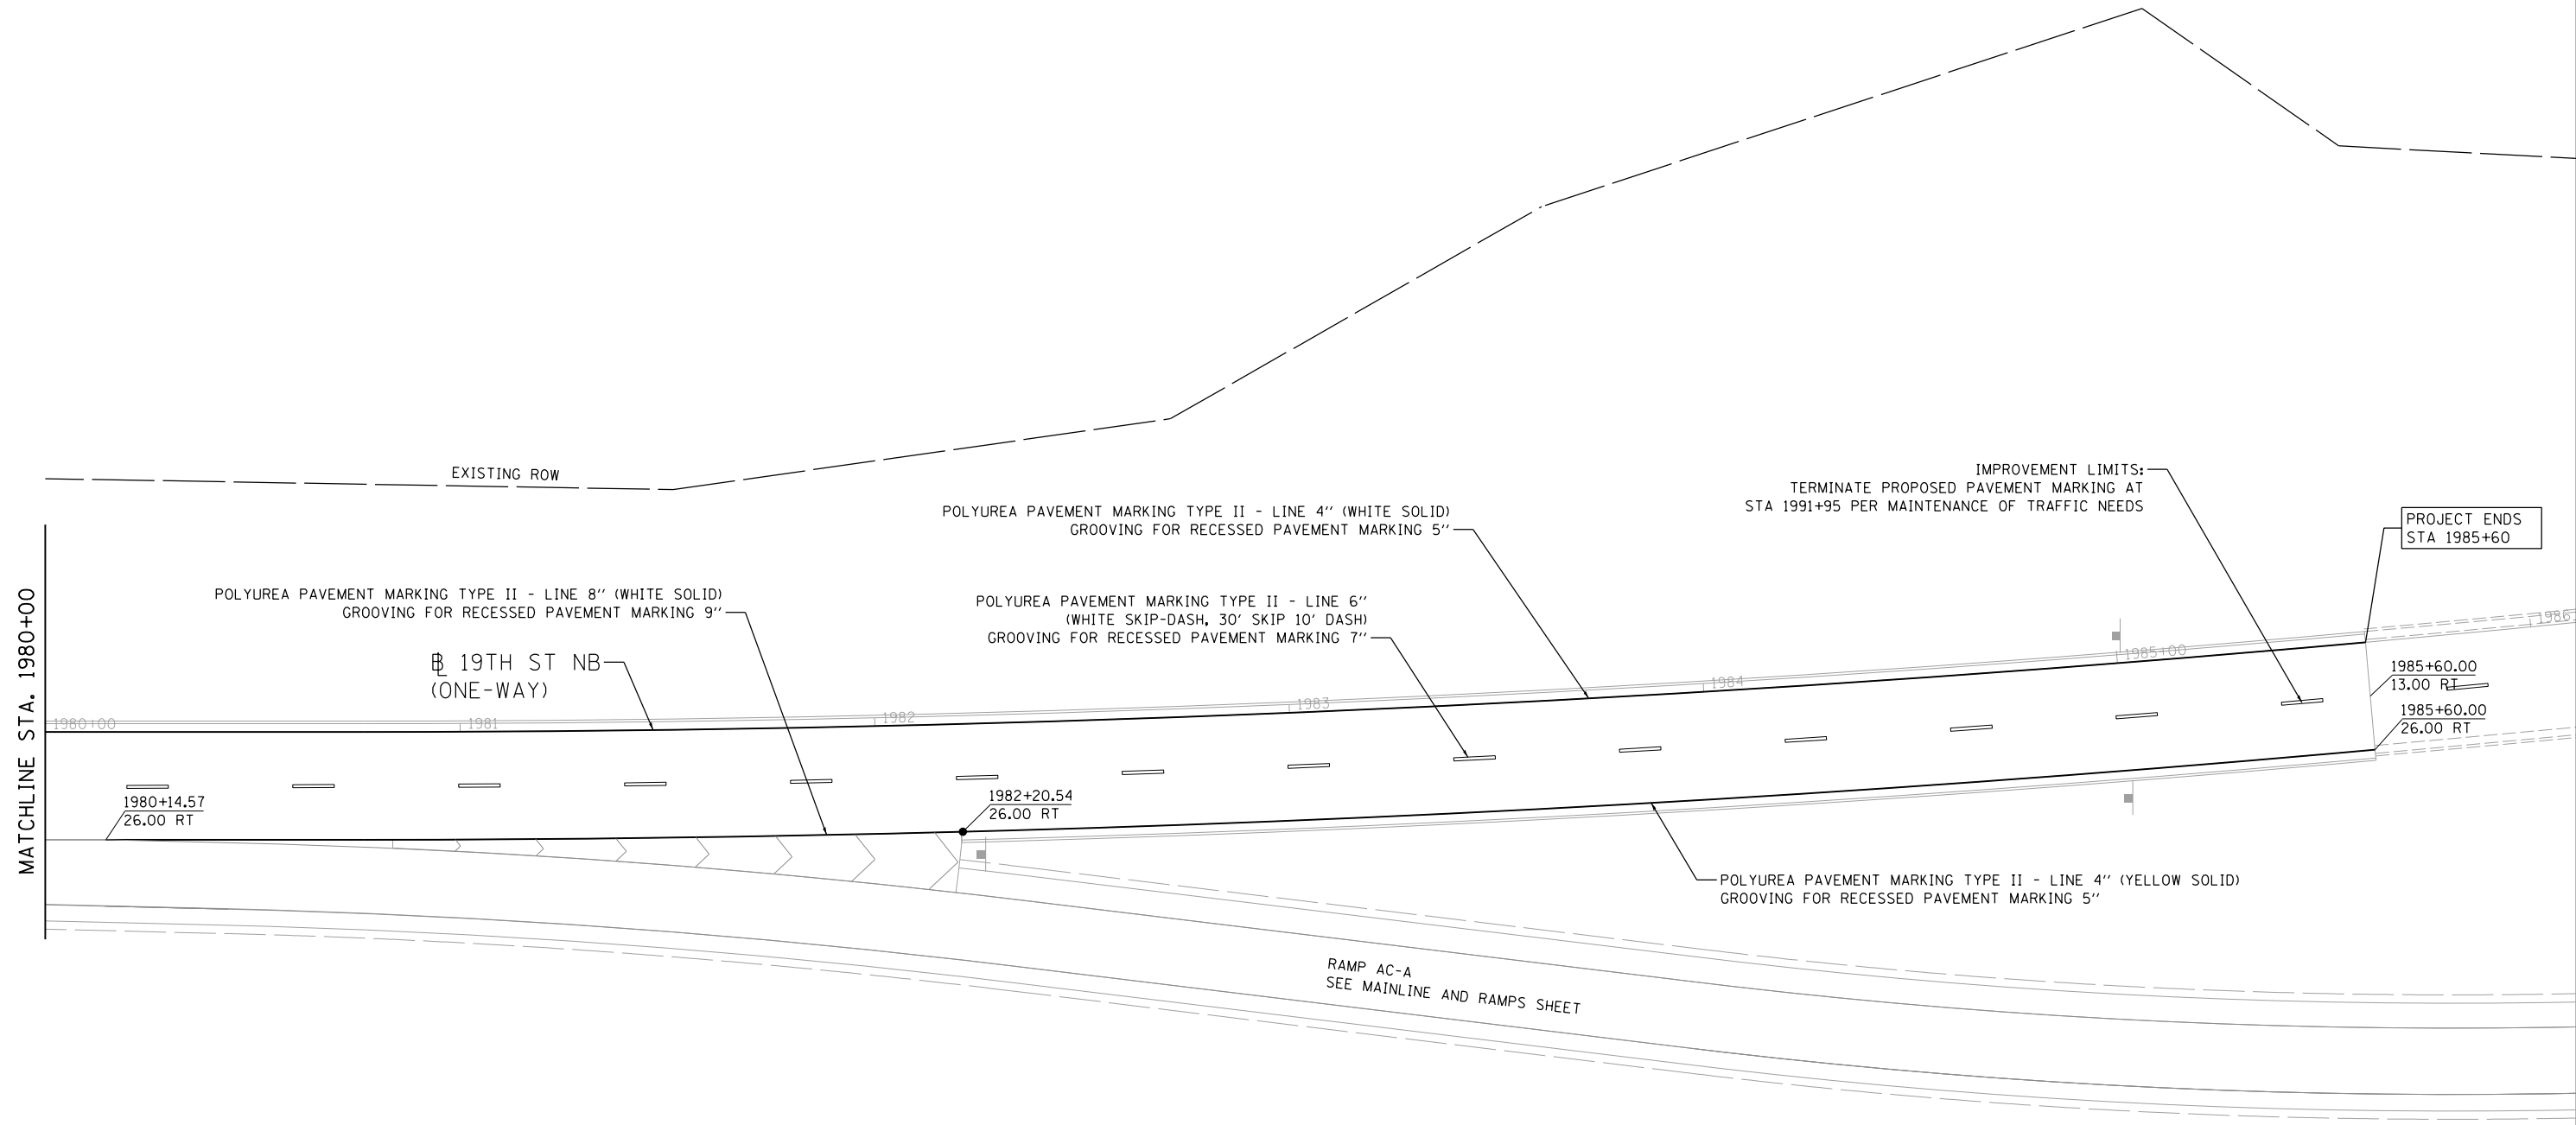 EXISTING ROW
IMPROVEMENT LIMITS:
TERMINATE PROPOSED PAVEMENT MARKING AT
STA 1991+95 PER MAINTENANCE OF TRAFFIC NEEDS
POLYUREA PAVEMENT MARKING TYPE II - LINE 4" (WHITE SOLID)
GROOVING FOR RECESSED PAVEMENT MARKING 5"
PROJECT ENDS
STA 1985+60
POLYUREA PAVEMENT MARKING TYPE II - LINE 8" (WHITE SOLID)
GROOVING FOR RECESSED PAVEMENT MARKING 9"
POLYUREA PAVEMENT MARKING TYPE II - LINE 6"
(WHITE SKIP-DASH, 30' SKIP 10' DASH)
GROOVING FOR RECESSED PAVEMENT MARKING 7"
MATCHLINE STA. 1980+00
BL 19TH ST NB
(ONE-WAY)
1980+00
1981
1982
1983
1984
1985+00
1986
1985+60.00
13.00 RT
1985+60.00
26.00 RT
1980+14.57
26.00 RT
1982+20.54
26.00 RT
POLYUREA PAVEMENT MARKING TYPE II - LINE 4" (YELLOW SOLID)
GROOVING FOR RECESSED PAVEMENT MARKING 5"
RAMP AC-A
SEE MAINLINE AND RAMPS SHEET